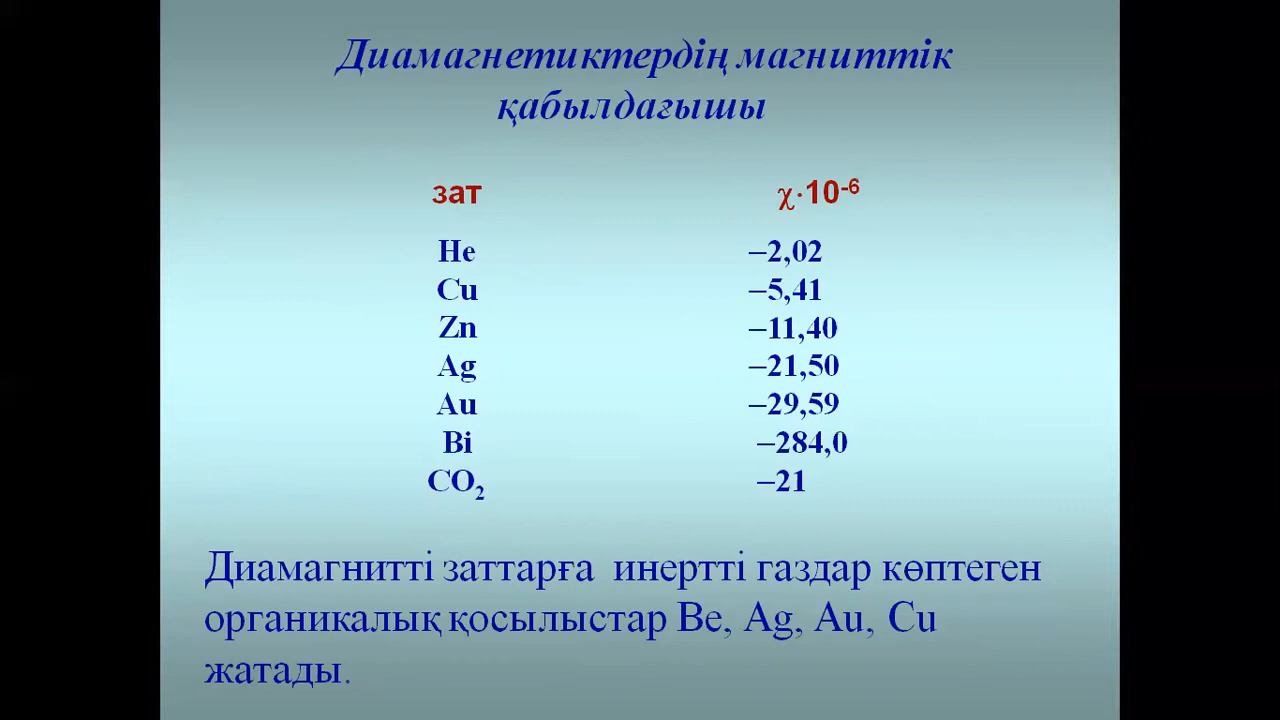 Диамагнетиктердің магниттік
қабылдағышы
зат χ·10⁻⁶
He –2,02
Cu –5,41
Zn –11,40
Ag –21,50
Au –29,59
Bi –284,0
CO₂ –21
Диамагнитті заттарға инертті газдар көптеген
органикалық қосылыстар Be, Ag, Au, Cu
жатады.